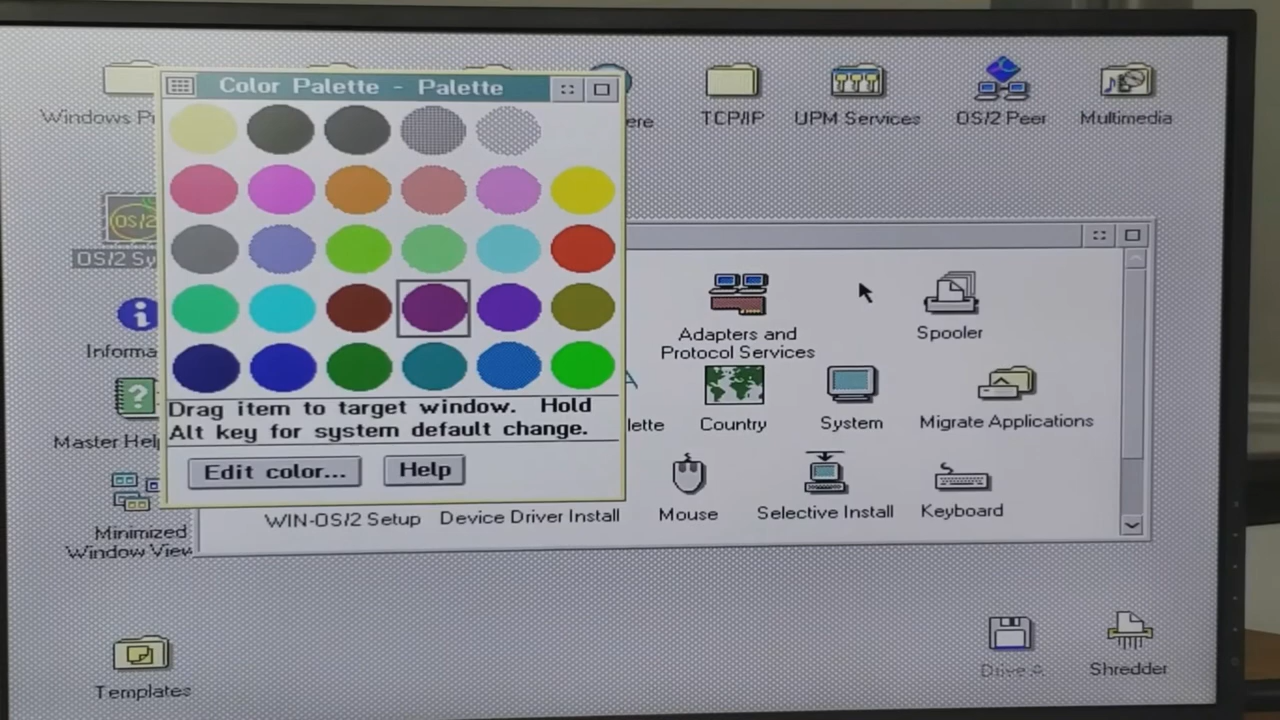 Color Palette - Palette
Windows P
ere
TCP/IP
UPM Services
OS/2 Peer
Multimedia
OS/2
OS/2 Sy
Informa
Master Help
Minimized
Window View
Templates
Drag item to target window. Hold
Alt key for system default change.
Edit color...
Help
Adapters and
Protocol Services
Spooler
lette
Country
System
Migrate Applications
WIN-OS/2 Setup
Device Driver Install
Mouse
Selective Install
Keyboard
Drive A
Shredder